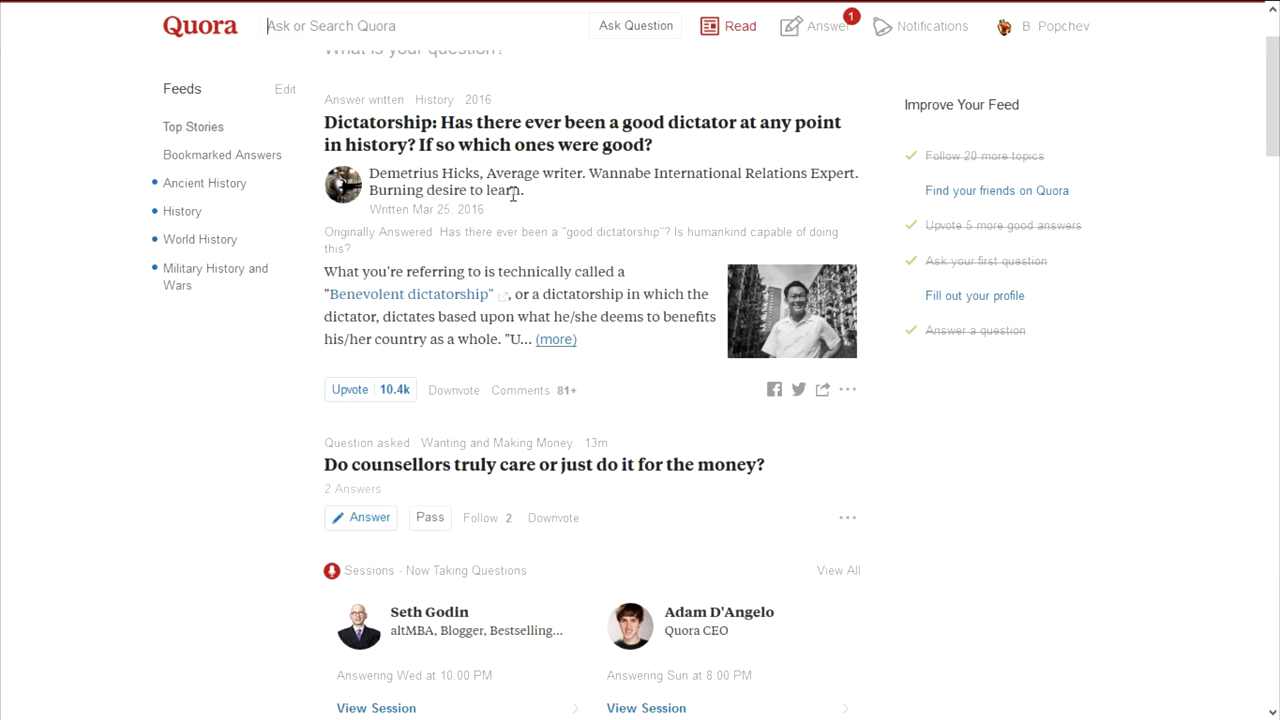 Quora
Ask or Search Quora
Ask Question
Read
Answer
1
Notifications
B. Popchev
What is your question?
Feeds
Edit
Top Stories
Bookmarked Answers
Ancient History
History
World History
Military History and
Wars
Answer written · History · 2016
Dictatorship: Has there ever been a good dictator at any point
in history? If so which ones were good?
Demetrius Hicks, Average writer. Wannabe International Relations Expert.
Burning desire to learn.
Written Mar 25, 2016
Originally Answered: Has there ever been a "good dictatorship"? Is humankind capable of doing
this?
What you're referring to is technically called a
"Benevolent dictatorship" , or a dictatorship in which the
dictator, dictates based upon what he/she deems to benefits
his/her country as a whole. "U... (more)
Upvote 10.4k
Downvote
Comments 81+
Question asked · Wanting and Making Money · 13m
Do counsellors truly care or just do it for the money?
2 Answers
Answer
Pass
Follow 2
Downvote
Sessions - Now Taking Questions
View All
Seth Godin
altMBA, Blogger, Bestselling...
Answering Wed at 10:00 PM
View Session
Adam D'Angelo
Quora CEO
Answering Sun at 8:00 PM
View Session
Improve Your Feed
Follow 20 more topics
Find your friends on Quora
Upvote 5 more good answers
Ask your first question
Fill out your profile
Answer a question